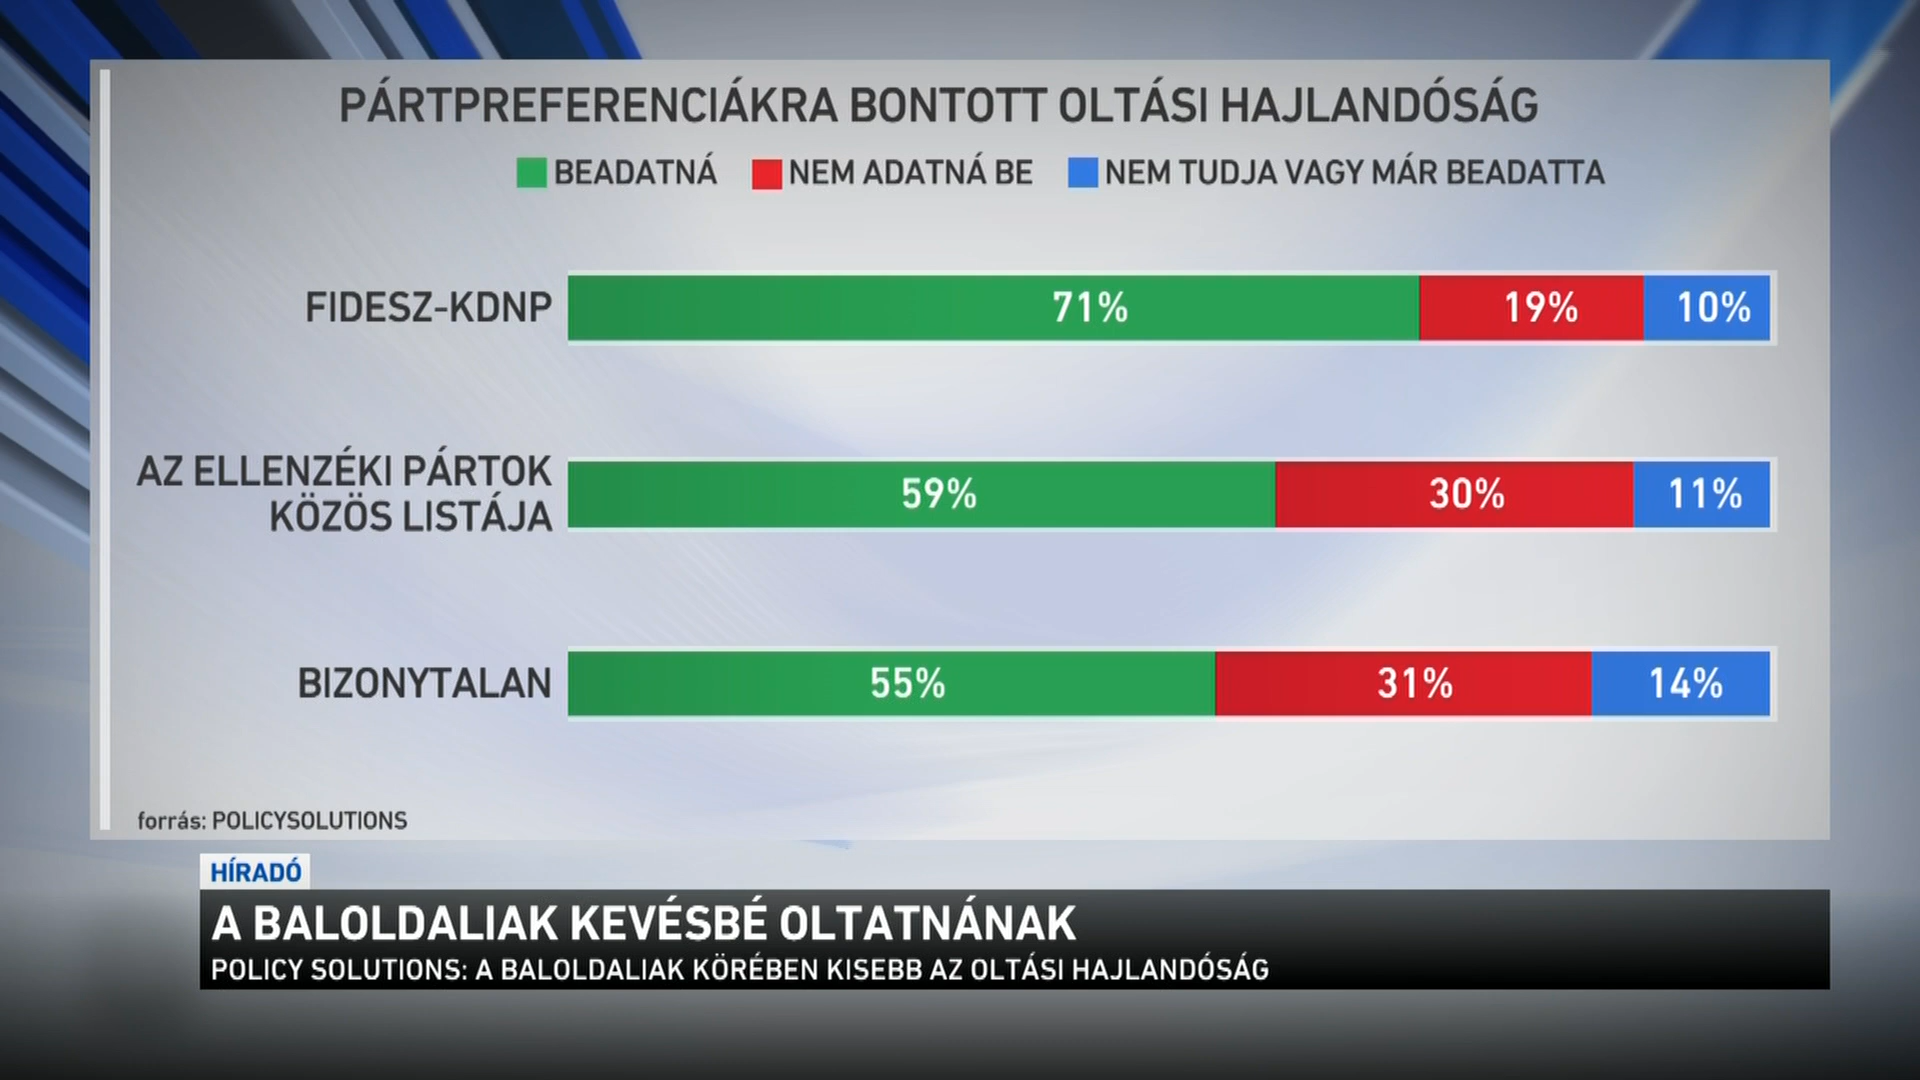 PÁRTPREFERENCIÁKRA BONTOTT OLTÁSI HAJLANDÓSÁG
BEADATNÁ NEM ADATNÁ BE NEM TUDJA VAGY MÁR BEADATTA
FIDESZ-KDNP 71% 19% 10%
AZ ELLENZÉKI PÁRTOK
KÖZÖS LISTÁJA 59% 30% 11%
BIZONYTALAN 55% 31% 14%
forrás: POLICYSOLUTIONS
HÍRADÓ
A BALOLDALIAK KEVÉSBÉ OLTATNÁNAK
POLICY SOLUTIONS: A BALOLDALIAK KÖRÉBEN KISEBB AZ OLTÁSI HAJLANDÓSÁG